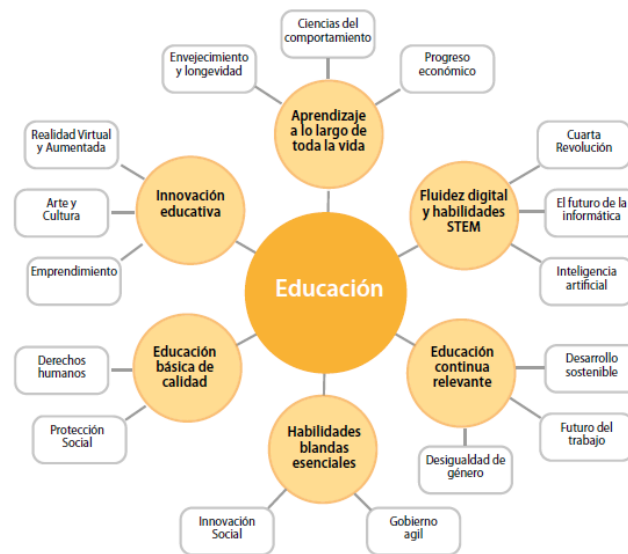 Ciencias del
comportamiento
Envejecimiento
y longevidad
Progreso
económico
Aprendizaje
a lo largo de
toda la vida
Realidad Virtual
y Aumentada
Arte y
Cultura
Emprendimiento
Innovación
educativa
Cuarta
Revolución
El futuro de la
informática
Inteligencia
artificial
Fluidez digital
y habilidades
STEM
Educación
Derechos
humanos
Protección
Social
Educación
básica de
calidad
Educación
continua
relevante
Desarrollo
sostenible
Futuro del
trabajo
Desigualdad de
género
Habilidades
blandas
esenciales
Innovación
Social
Gobierno
agil